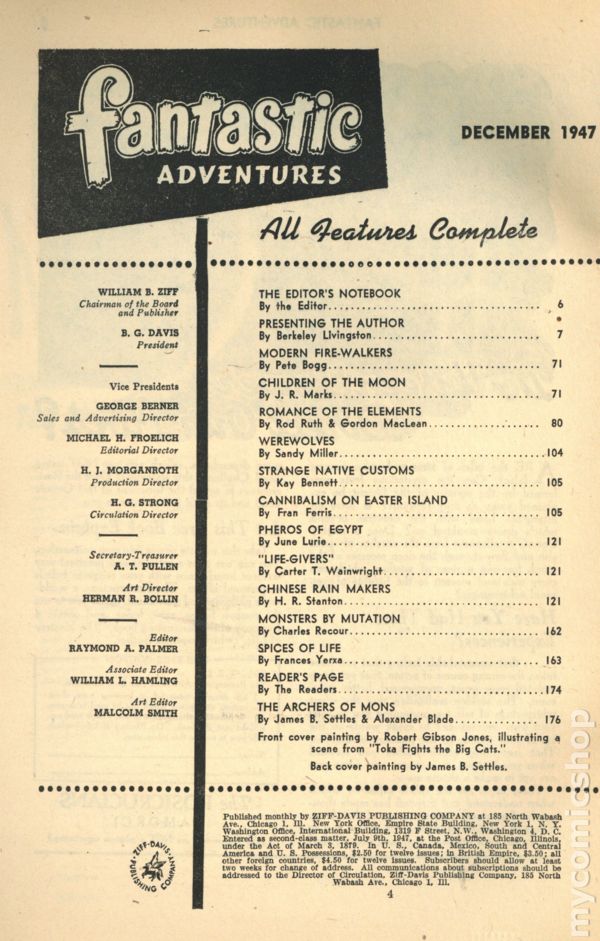 fantastic
ADVENTURES
DECEMBER 1947
All Features Complete
WILLIAM B. ZIFF
Chairman of the Board
and Publisher
B. G. DAVIS
President
Vice Presidents
GEORGE BERNER
Sales and Advertising Director
MICHAEL H. FROELICH
Editorial Director
H. J. MORGANROTH
Production Director
H. G. STRONG
Circulation Director
Secretary-Treasurer
A. T. PULLEN
Art Director
HERMAN R. BOLLIN
Editor
RAYMOND A. PALMER
Associate Editor
WILLIAM L. HAMLING
Art Editor
MALCOLM SMITH
THE EDITOR'S NOTEBOOK
By the Editor 6
PRESENTING THE AUTHOR
By Berkeley Livingston 7
MODERN FIRE-WALKERS
By Pete Bogg 71
CHILDREN OF THE MOON
By J. R. Marks 71
ROMANCE OF THE ELEMENTS
By Rod Ruth & Gordon MacLean 80
WEREWOLVES
By Sandy Miller 104
STRANGE NATIVE CUSTOMS
By Kay Bennett 105
CANNIBALISM ON EASTER ISLAND
By Fran Ferris 105
PHEROS OF EGYPT
By June Lurie 121
"LIFE-GIVERS"
By Carter T. Wainwright 121
CHINESE RAIN MAKERS
By H. R. Stanton 121
MONSTERS BY MUTATION
By Charles Recour 162
SPICES OF LIFE
By Frances Yerxa 163
READER'S PAGE
By The Readers 174
THE ARCHERS OF MONS
By James B. Settles & Alexander Blade 176
Front cover painting by Robert Gibson Jones, illustrating a
scene from "Toka Fights the Big Cats."
Back cover painting by James B. Settles.
ZIFF-DAVIS PUBLISHING COMPANY
Published monthly by ZIFF-DAVIS PUBLISHING COMPANY at 185 North Wabash
Ave., Chicago 1, Ill. New York Office, Empire State Building, New York 1, N. Y.
Washington Office, International Building, 1319 F Street, N.W., Washington 4, D. C.
Entered as second-class matter, July 9th, 1947, at the Post Office, Chicago, Illinois,
under the Act of March 3, 1879. In U. S., Canada, Mexico, South and Central
America and U. S. Possessions, $2.50 for twelve issues; in British Empire, $3.50; all
other foreign countries, $4.50 for twelve issues. Subscribers should allow at least
two weeks for change of address. All communications about subscriptions should be
addressed to the Director of Circulation, Ziff-Davis Publishing Company, 185 North
Wabash Ave., Chicago 1, Ill.
4
mycomicshop